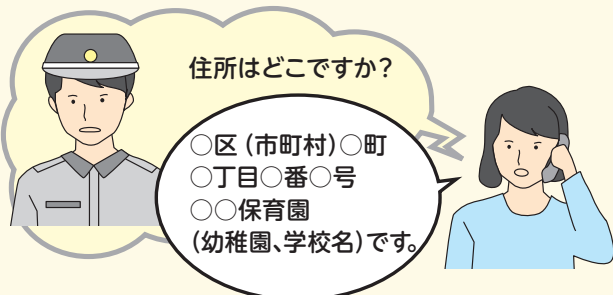 住所はどこですか?
○区(市町村)○町
○丁目○番○号
○○保育園
(幼稚園、学校名)です。